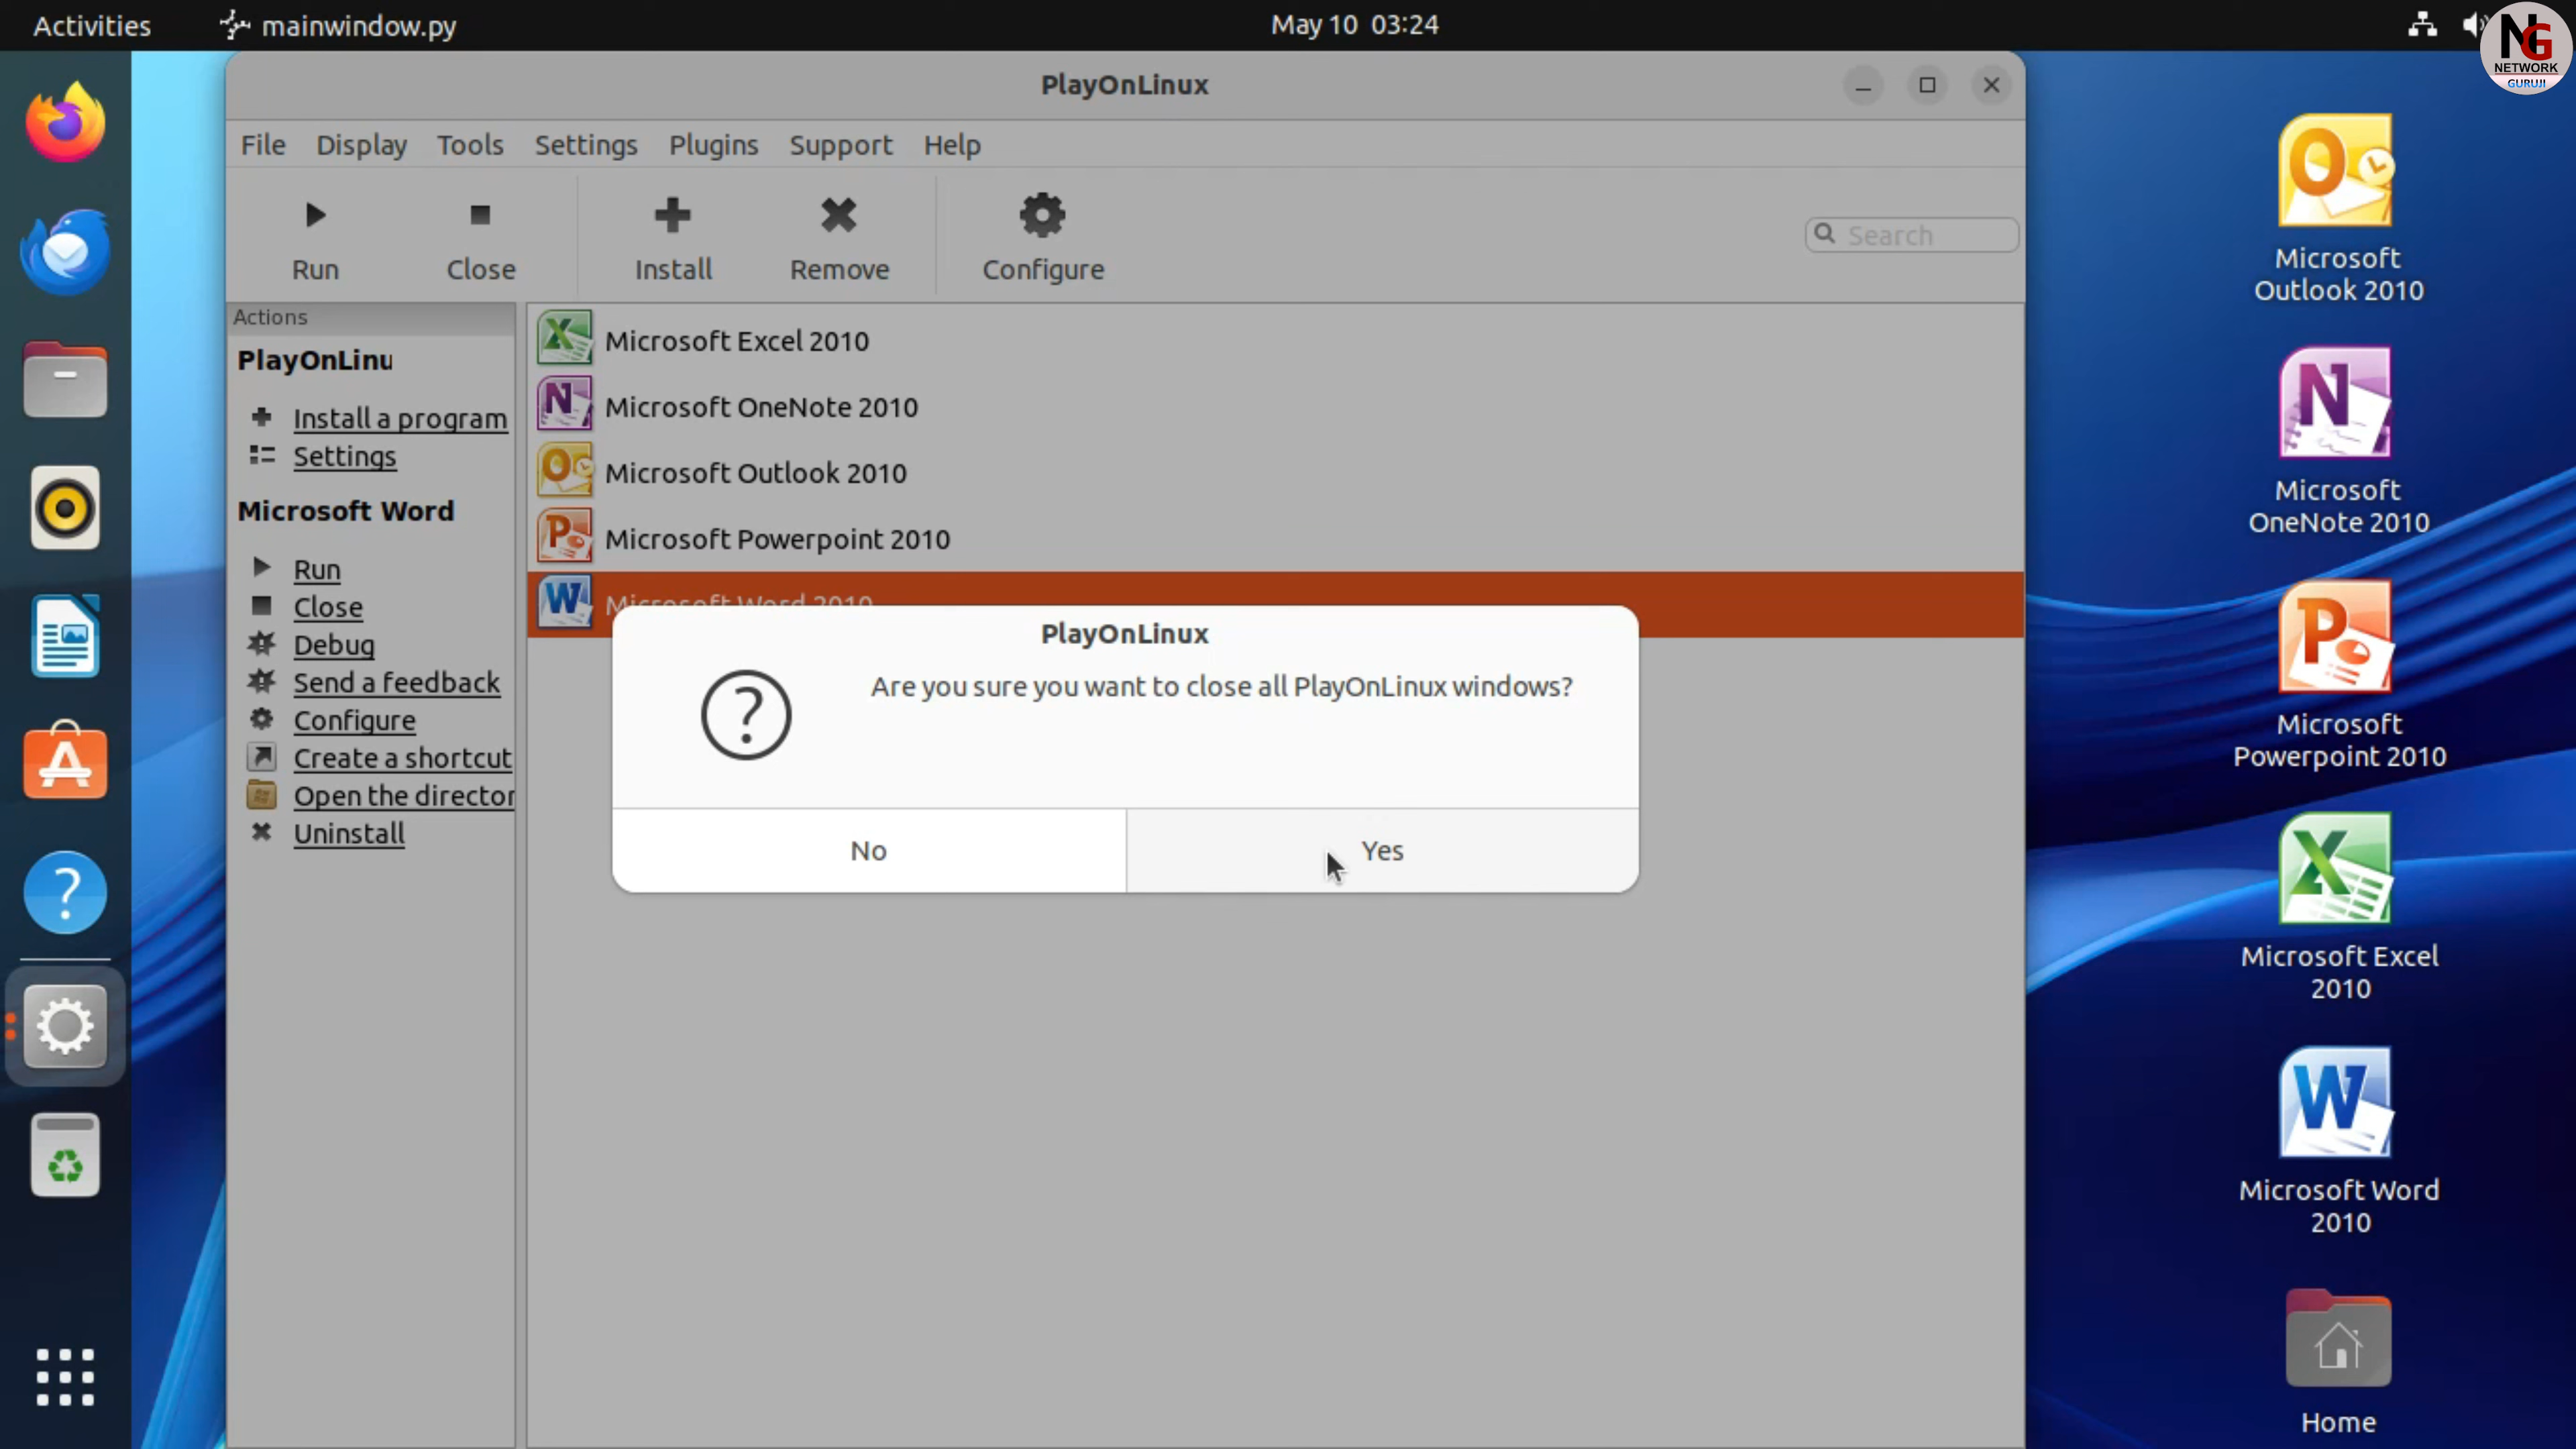 Activities
mainwindow.py
May 10 03:24
NG
NETWORK
GURUJI
PlayOnLinux
File Display Tools Settings Plugins Support Help
Run
Close
Install
Remove
Configure
Search
Actions
PlayOnLinu
Install a program
Settings
Microsoft Word
Run
Close
Debug
Send a feedback
Configure
Create a shortcut
Open the director
Uninstall
Microsoft Excel 2010
Microsoft OneNote 2010
Microsoft Outlook 2010
Microsoft Powerpoint 2010
Microsoft Word 2010
PlayOnLinux
Are you sure you want to close all PlayOnLinux windows?
No
Yes
Microsoft
Outlook 2010
Microsoft
OneNote 2010
Microsoft
Powerpoint 2010
Microsoft Excel
2010
Microsoft Word
2010
Home